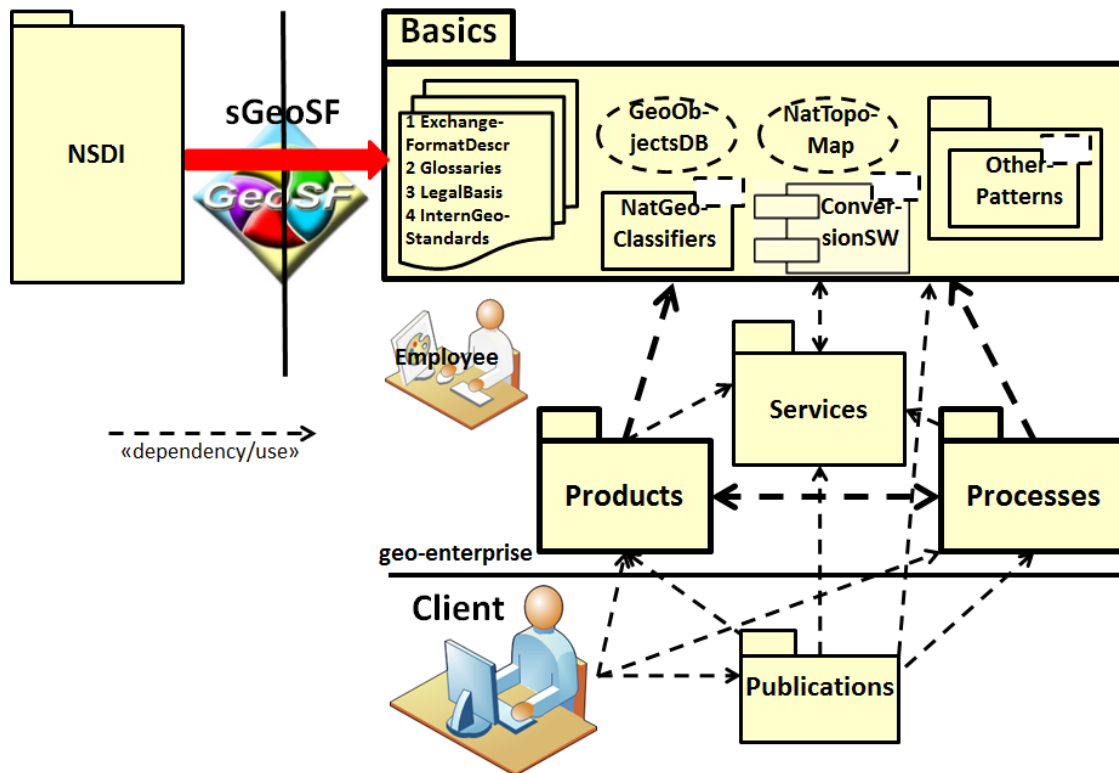 Basics
sGeoSF
NSDI
GeoSF
1 Exchange-
FormatDescr
2 Glossaries
3 LegalBasis
4 InternGeo-
Standards
GeoOb-
jectsDB
NatTopo-
Map
NatGeo-
Classifiers
Conver-
sionSW
Other-
Patterns
Employee
Services
«dependency/use»
Products
Processes
geo-enterprise
Client
Publications